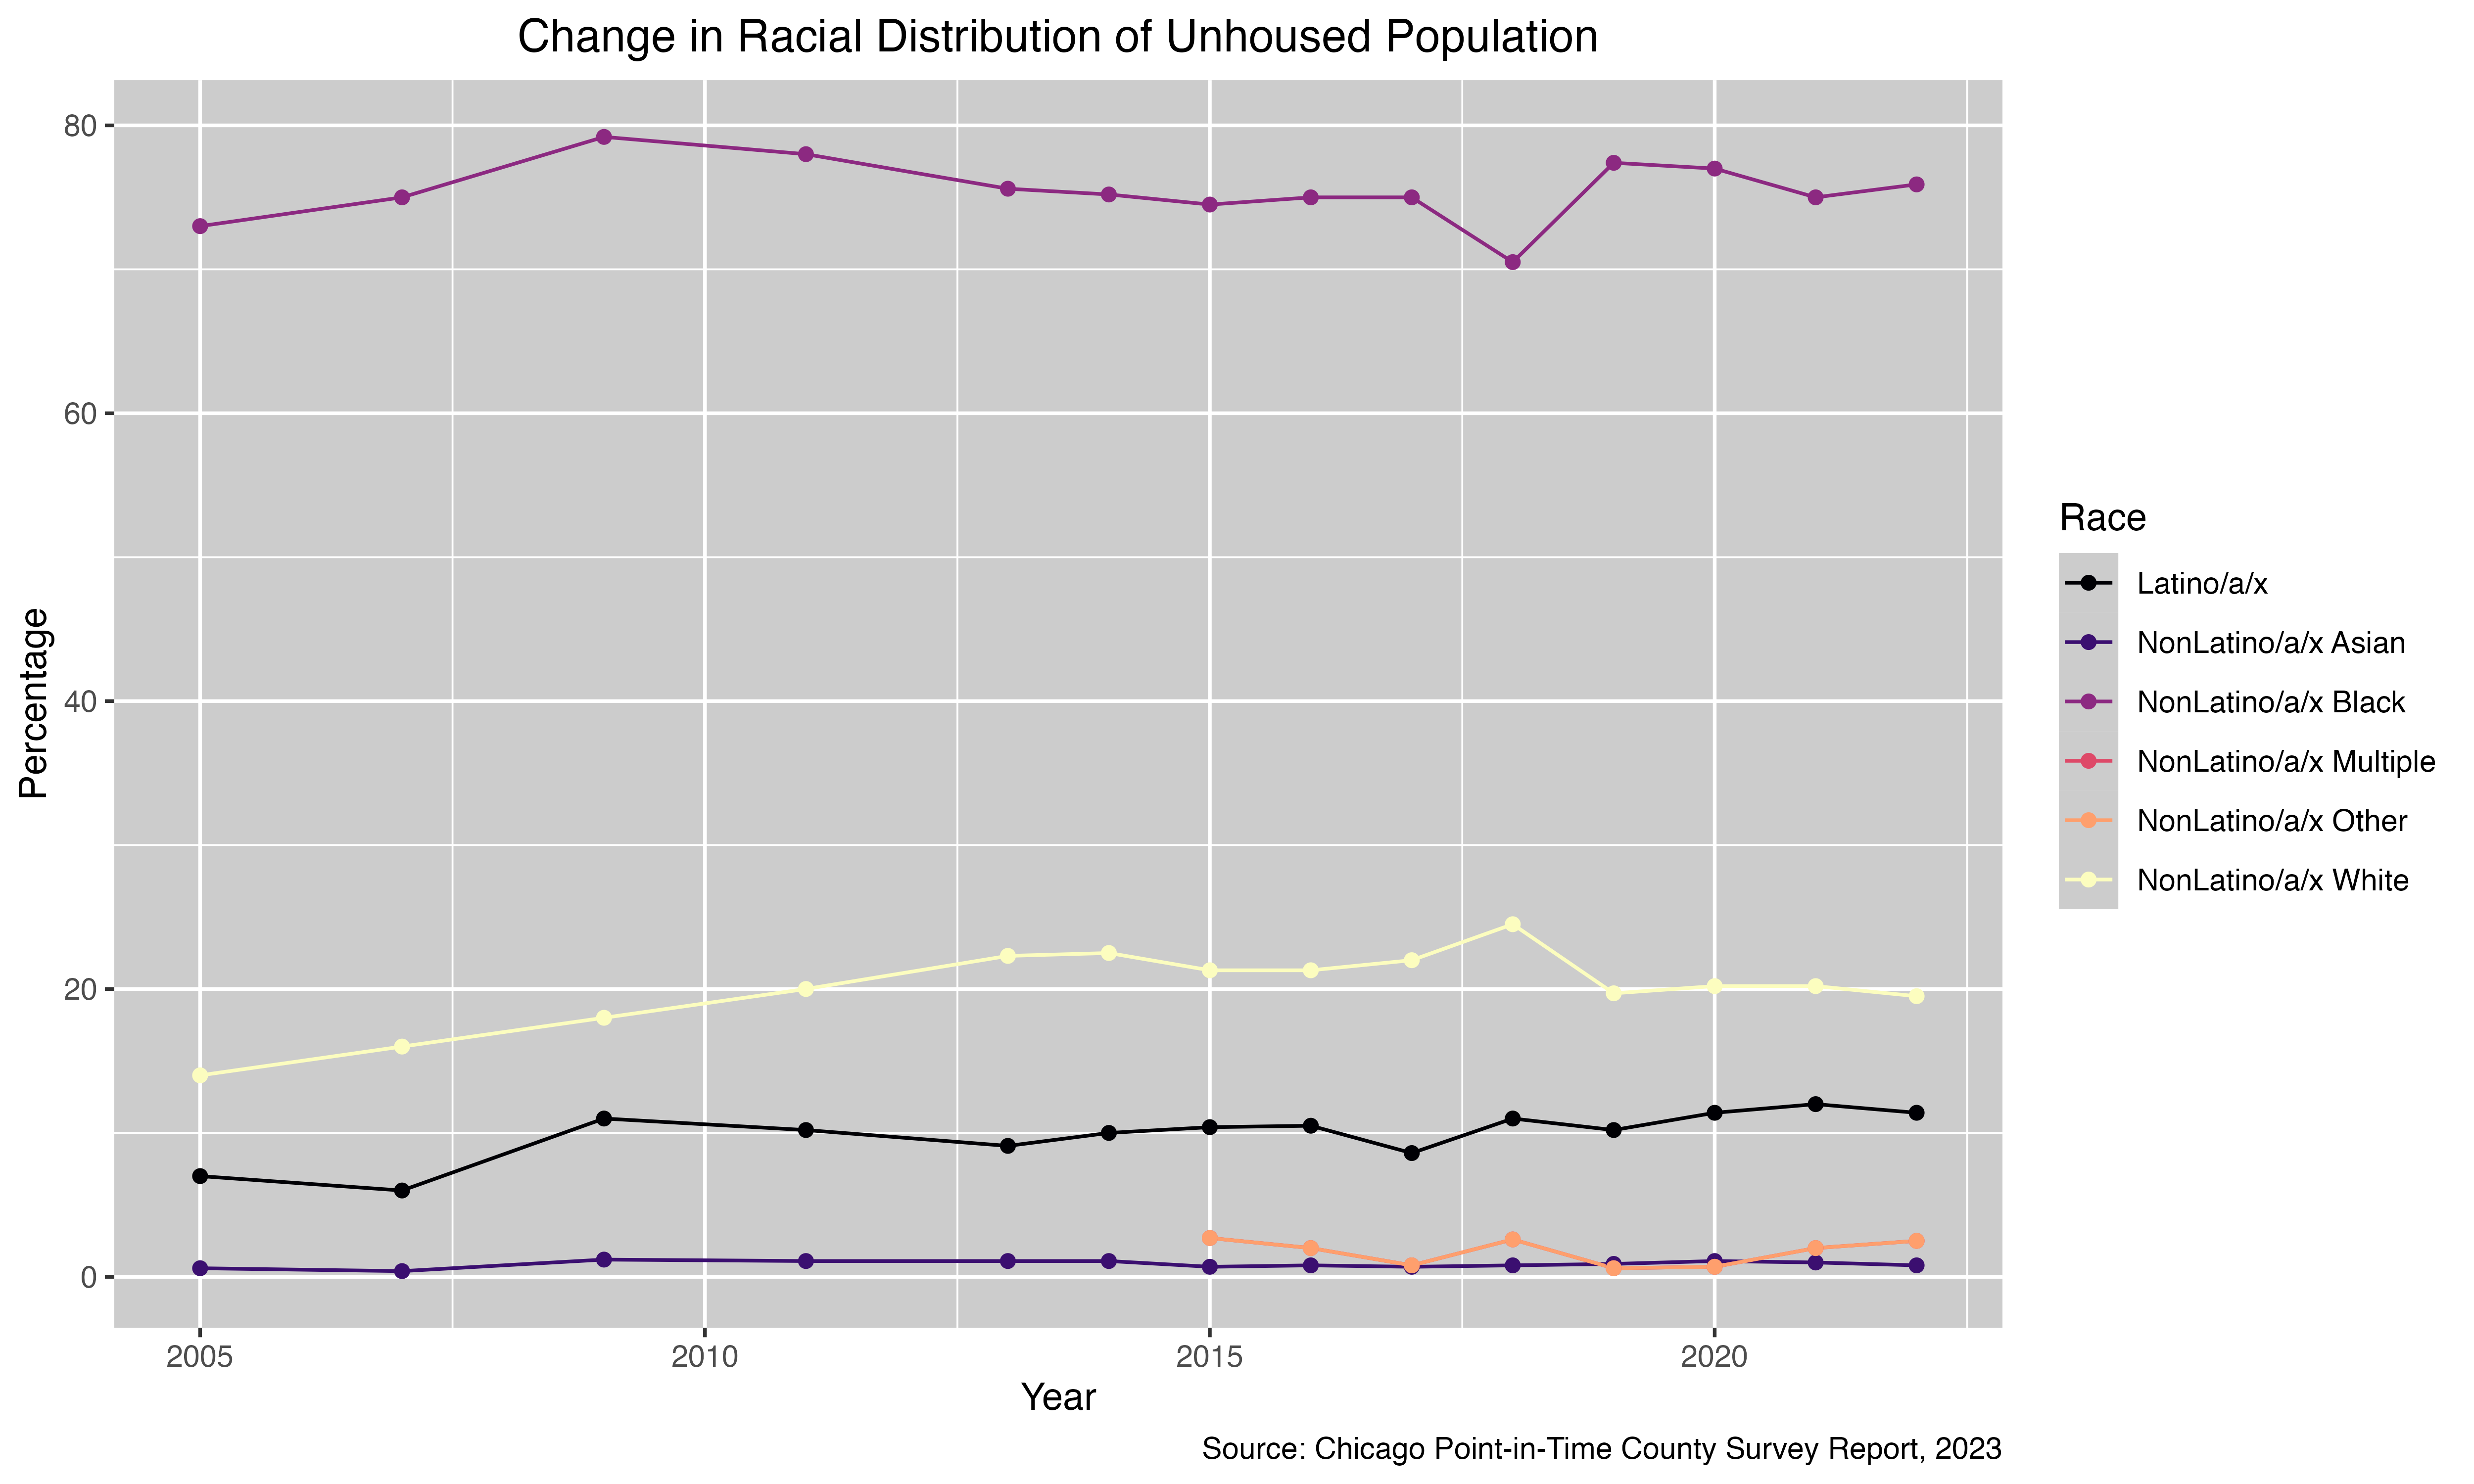 Change in Racial Distribution of Unhoused Population
80
60
40
20
0
Percentage
2005 2010 2015 2020
Year
Race
Latino/a/x
NonLatino/a/x Asian
NonLatino/a/x Black
NonLatino/a/x Multiple
NonLatino/a/x Other
NonLatino/a/x White
Source: Chicago Point-in-Time County Survey Report, 2023